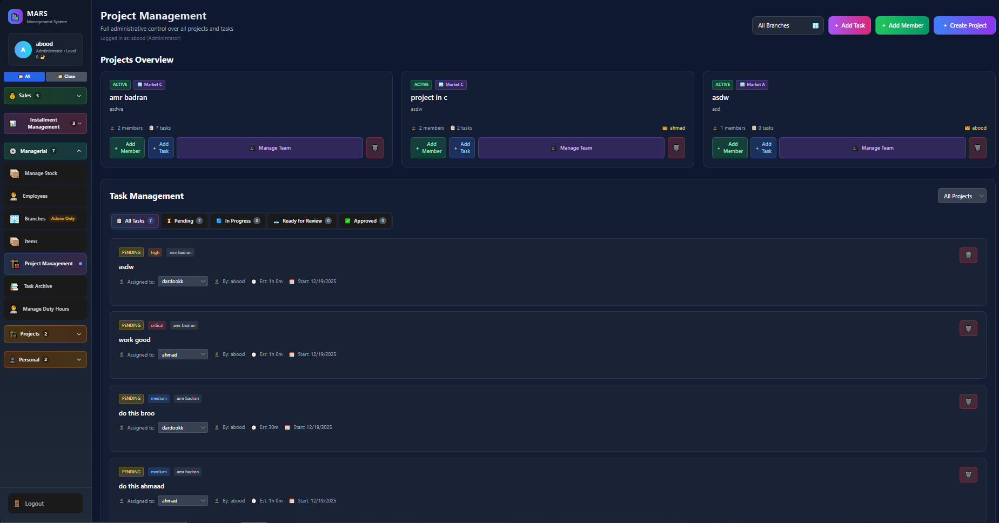 MARS
Management System
A
abood
Administrator • Level
0
All
Close
Sales 5
Installment
Management
3
Managerial 7
Manage Stock
Employees
Branches Admin Only
Items
Project Management
Task Archive
Manage Duty Hours
Projects 2
Personal 2
Logout
Project Management
Full administrative control over all projects and tasks
Logged in as: abood (Administrator)
All Branches
+ Add Task
+ Add Member
+ Create Project
Projects Overview
ACTIVE Market C
amr badran
asdwa
2 members 7 tasks
+ Add
Member
+ Add
Task
Manage Team
ACTIVE Market C
project in c
asdw
2 members 2 tasks ahmad
+ Add
Member
+ Add
Task
Manage Team
ACTIVE Market A
asdw
asd
1 members 0 tasks abood
+ Add
Member
+ Add
Task
Manage Team
Task Management
All Projects
All Tasks 7 Pending 7 In Progress 0 Ready for Review 0 Approved 0
PENDING high amr badran
asdw
Assigned to: dardookk By: abood Est: 1h 0m Start: 12/19/2025
PENDING critical amr badran
work good
Assigned to: ahmad By: abood Est: 1h 0m Start: 12/19/2025
PENDING medium amr badran
do this broo
Assigned to: dardookk By: abood Est: 30m Start: 12/19/2025
PENDING medium amr badran
do this ahmaad
Assigned to: ahmad By: abood Est: 1h 0m Start: 12/19/2025